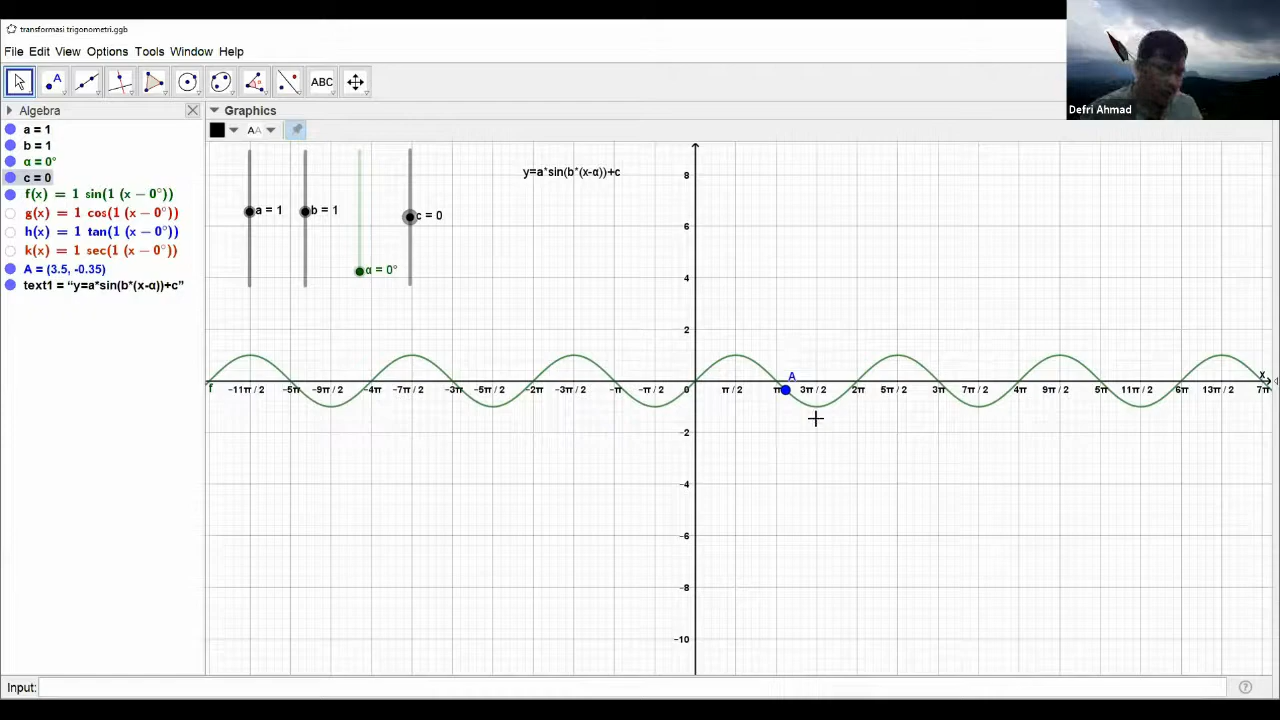 transformasi trigonometri.ggb
File Edit View Options Tools Window Help
A
ABC
Defri Ahmad
Algebra
Graphics
AA
a = 1
b = 1
α = 0°
c = 0
f(x) = 1 sin(1 (x − 0°))
g(x) = 1 cos(1 (x − 0°))
h(x) = 1 tan(1 (x − 0°))
k(x) = 1 sec(1 (x − 0°))
A = (3.5, -0.35)
text1 = “y=a*sin(b*(x-α))+c”
a = 1
b = 1
α = 0°
c = 0
y=a*sin(b*(x-α))+c
8
6
4
2
A
x
f
-11π / 2 -5π -9π / 2 -4π -7π / 2 -3π -5π / 2 -2π -3π / 2 -π -π / 2 0 π / 2 π 3π / 2 2π 5π / 2 3π 7π / 2 4π 9π / 2 5π 11π / 2 6π 13π / 2 7π
-2
-4
-6
-8
-10
Input:
?